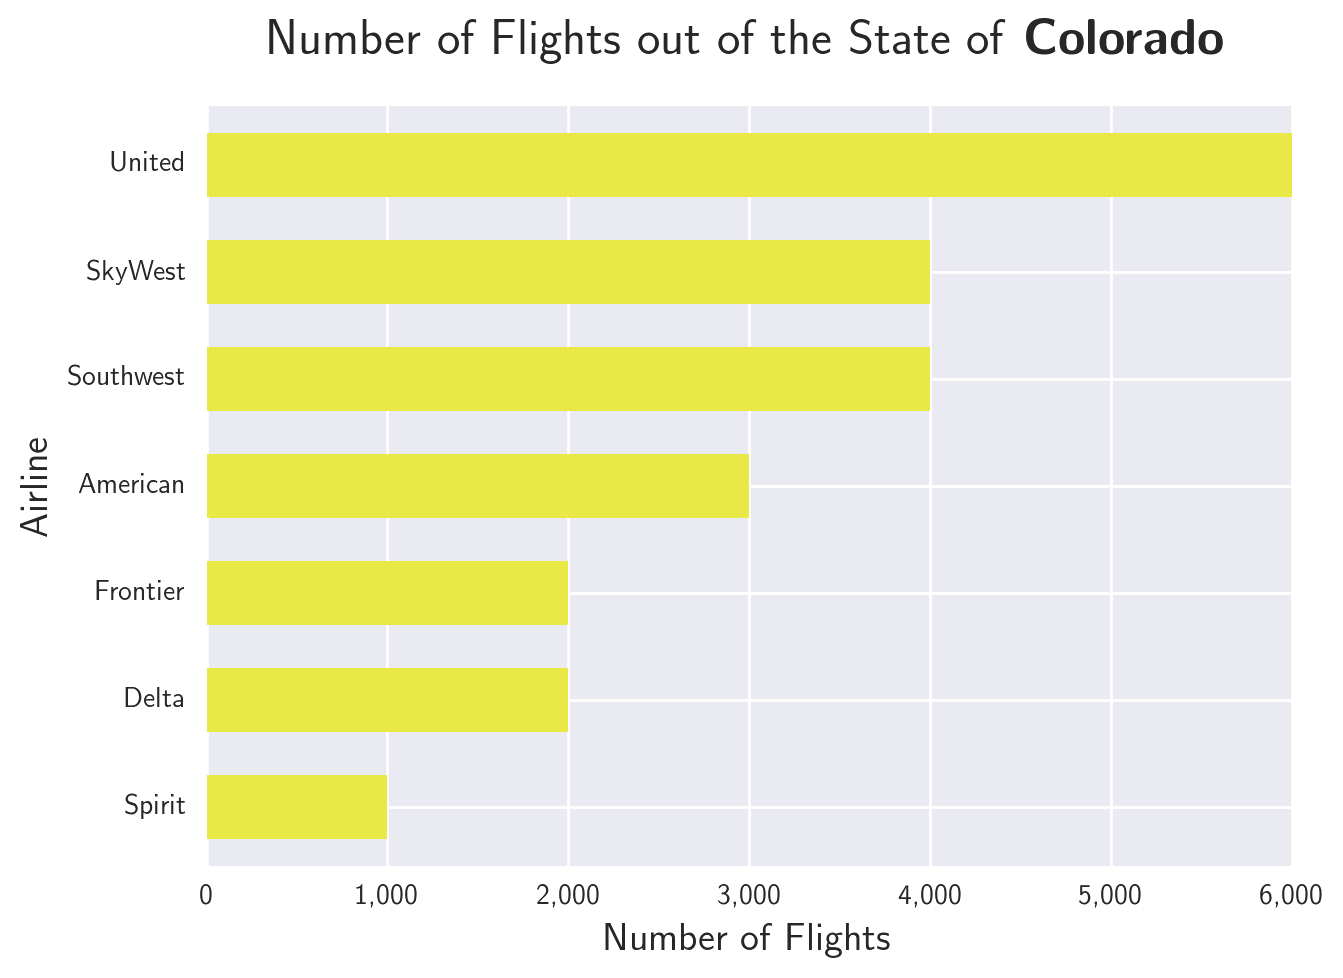 Number of Flights out of the State of Colorado
United
SkyWest
Southwest
American
Frontier
Delta
Spirit
Airline
0 1,000 2,000 3,000 4,000 5,000 6,000
Number of Flights